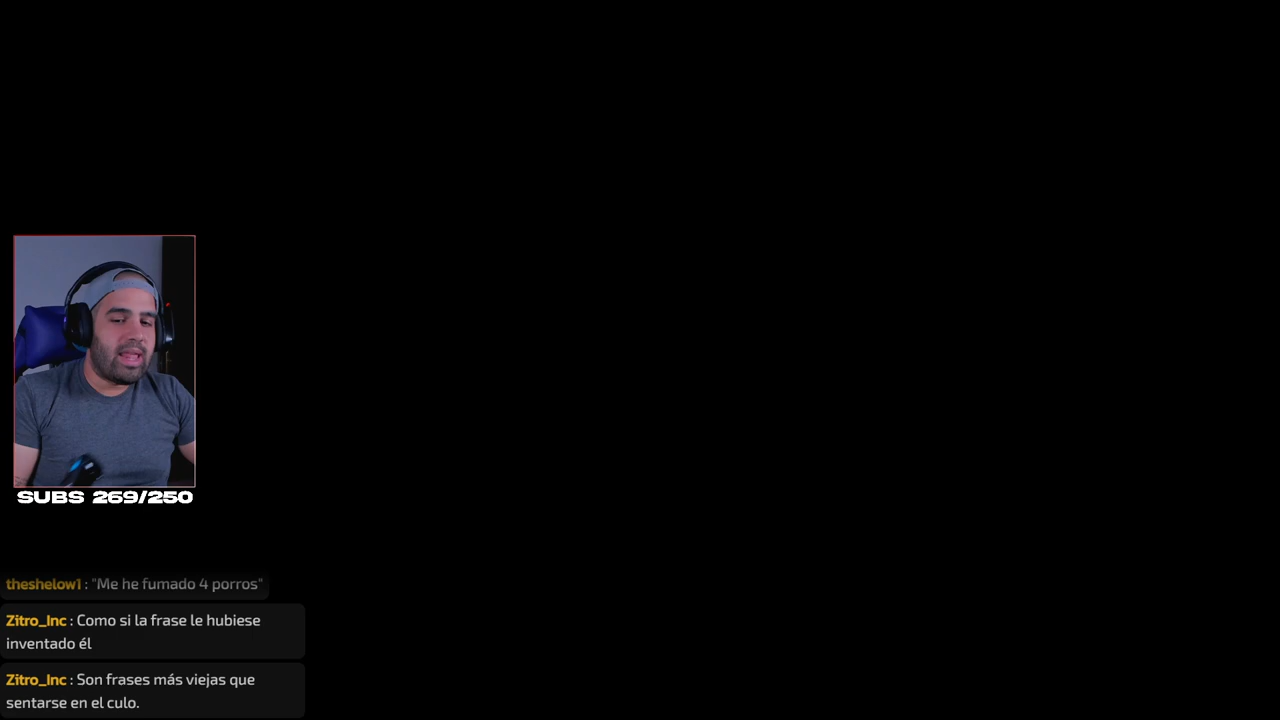 SUBS 269/250
theshelow1 : "Me he fumado 4 porros"
Zitro_Inc : Como si la frase le hubiese
inventado él
Zitro_Inc : Son frases más viejas que
sentarse en el culo.